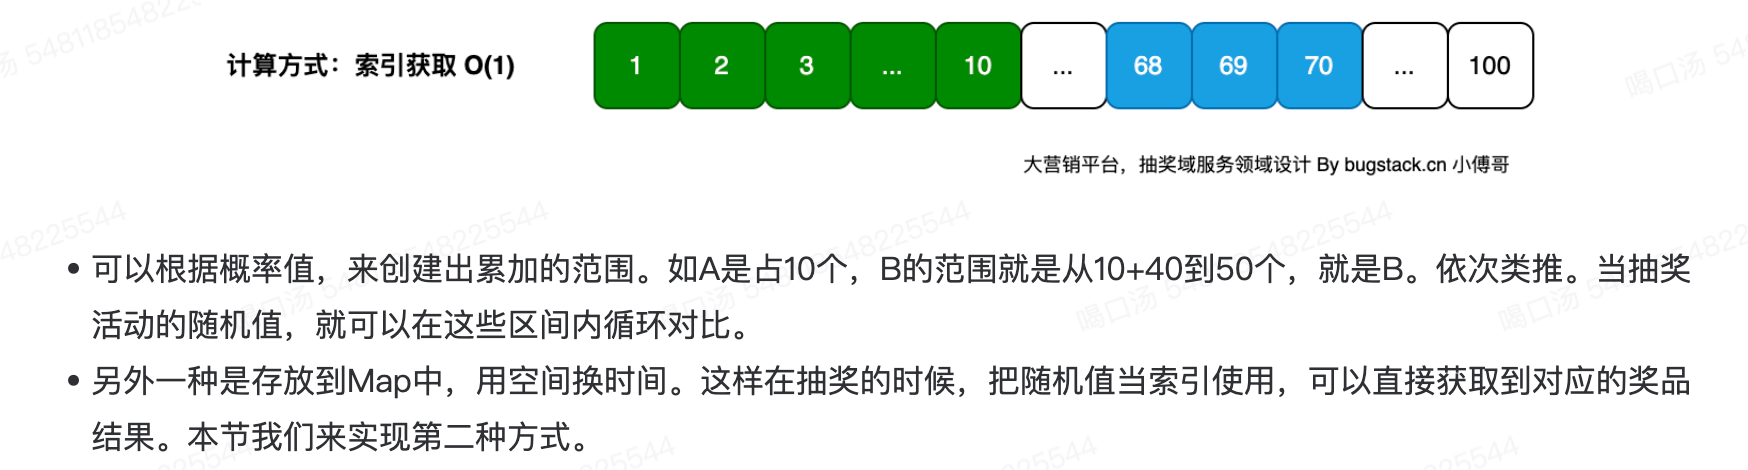 计算方式：索引获取 O(1)
1 2 3 ... 10 ... 68 69 70 ... 100
大营销平台，抽奖域服务领域设计 By bugstack.cn 小傅哥
• 可以根据概率值，来创建出累加的范围。如A是占10个，B的范围就是从10+40到50个，就是B。依次类推。当抽奖
活动的随机值，就可以在这些区间内循环对比。
• 另外一种是存放到Map中，用空间换时间。这样在抽奖的时候，把随机值当索引使用，可以直接获取到对应的奖品
结果。本节我们来实现第二种方式。